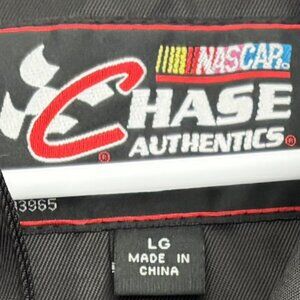 NASCAR®
CHASE
AUTHENTICS®
3965
LG
MADE IN
CHINA